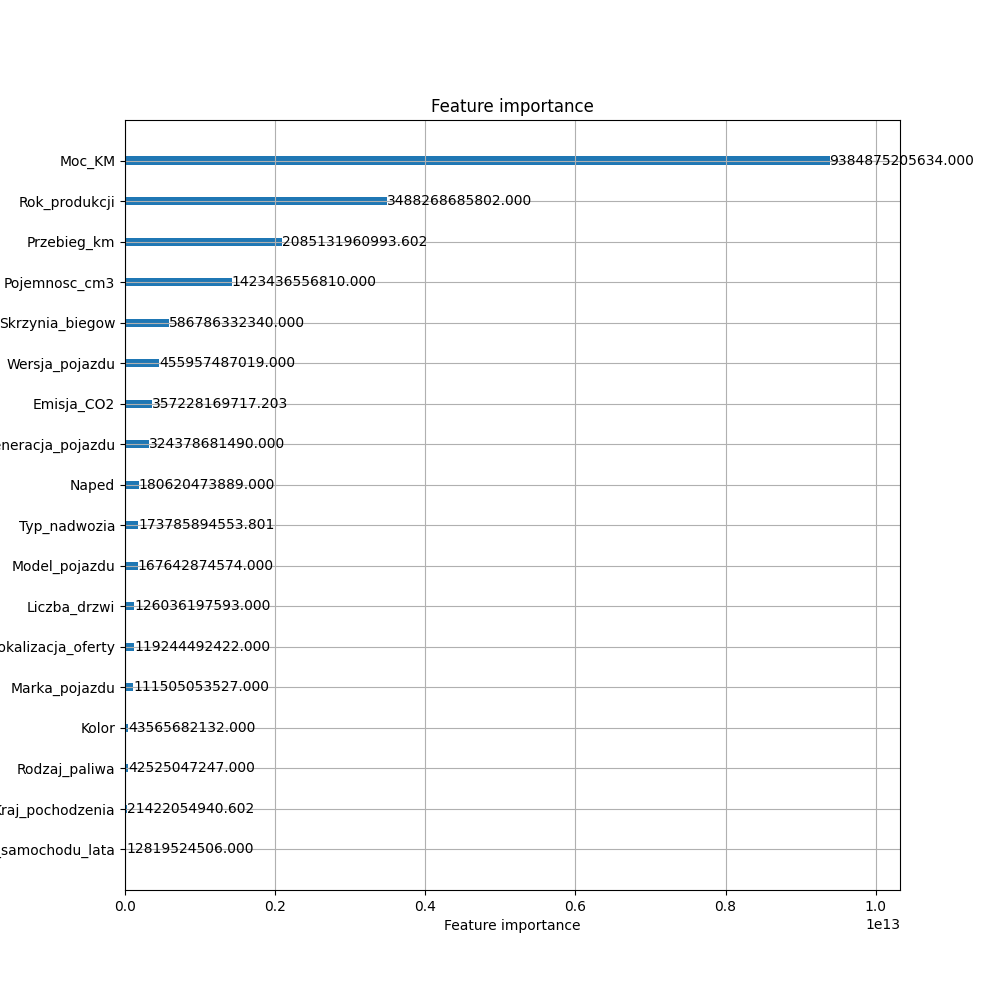 Feature importance
Moc_KM 9384875205634.000
Rok_produkcji 3488268685802.000
Przebieg_km 2085131960993.602
Pojemnosc_cm3 1423436556810.000
Skrzynia_biegow 586786332340.000
Wersja_pojazdu 455957487019.000
Emisja_CO2 357228169717.203
neracja_pojazdu 324378681490.000
Naped 180620473889.000
Typ_nadwozia 173785894553.801
Model_pojazdu 167642874574.000
Liczba_drzwi 126036197593.000
okalizacja_oferty 119244492422.000
Marka_pojazdu 111505053527.000
Kolor 43565682132.000
Rodzaj_paliwa 42525047247.000
Kraj_pochodzenia 21422054940.602
_samochodu_lata 12819524506.000
0.0 0.2 0.4 0.6 0.8 1.0
1e13
Feature importance